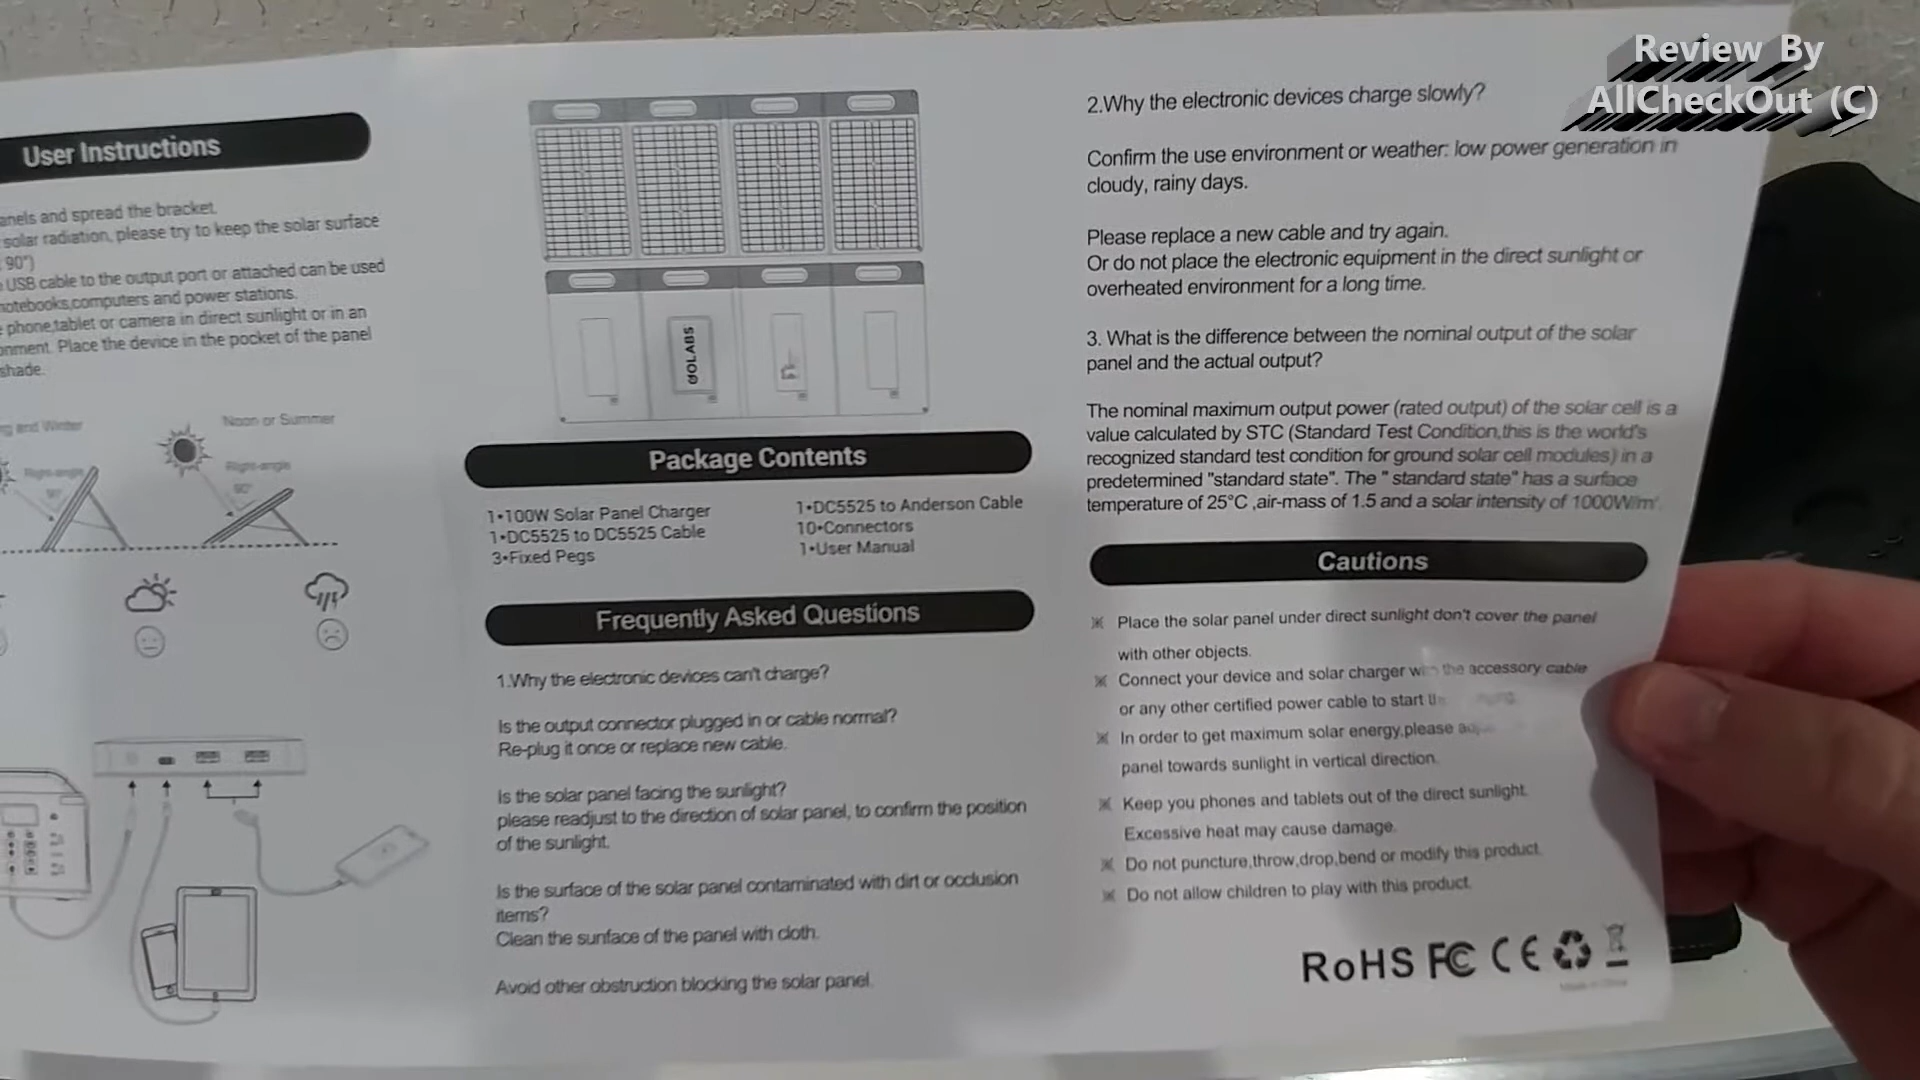 Review By
AllCheckOut (C)
User Instructions
anels and spread the bracket.
solar radiation, please try to keep the solar surface
90°)
USB cable to the output port or attached can be used
notebooks,computers and power stations.
phone,tablet or camera in direct sunlight or in an
onment. Place the device in the pocket of the panel
shade.
and Winter
Noon or Summer
Right-angle
Right-angle
90°
90°
GOLABS
Package Contents
1•100W Solar Panel Charger
1•DC5525 to DC5525 Cable
3•Fixed Pegs
1•DC5525 to Anderson Cable
10•Connectors
1•User Manual
Frequently Asked Questions
1.Why the electronic devices can't charge?
Is the output connector plugged in or cable normal?
Re-plug it once or replace new cable.
Is the solar panel facing the sunlight?
please readjust to the direction of solar panel, to confirm the position
of the sunlight.
Is the surface of the solar panel contaminated with dirt or occlusion
items?
Clean the surface of the panel with cloth.
Avoid other obstruction blocking the solar panel.
2.Why the electronic devices charge slowly?
Confirm the use environment or weather: low power generation in
cloudy, rainy days.
Please replace a new cable and try again.
Or do not place the electronic equipment in the direct sunlight or
overheated environment for a long time.
3. What is the difference between the nominal output of the solar
panel and the actual output?
The nominal maximum output power (rated output) of the solar cell is a
value calculated by STC (Standard Test Condition,this is the world's
recognized standard test condition for ground solar cell modules) in a
predetermined "standard state". The " standard state" has a surface
temperature of 25°C ,air-mass of 1.5 and a solar intensity of 1000W/m².
Cautions
※ Place the solar panel under direct sunlight don't cover the panel
with other objects.
※ Connect your device and solar charger with the accessory cable
or any other certified power cable to start
※ In order to get maximum solar energy,please
panel towards sunlight in vertical direction.
※ Keep you phones and tablets out of the direct sunlight.
Excessive heat may cause damage.
※ Do not puncture,throw,drop,bend or modify this product.
※ Do not allow children to play with this product.
RoHS FC CE